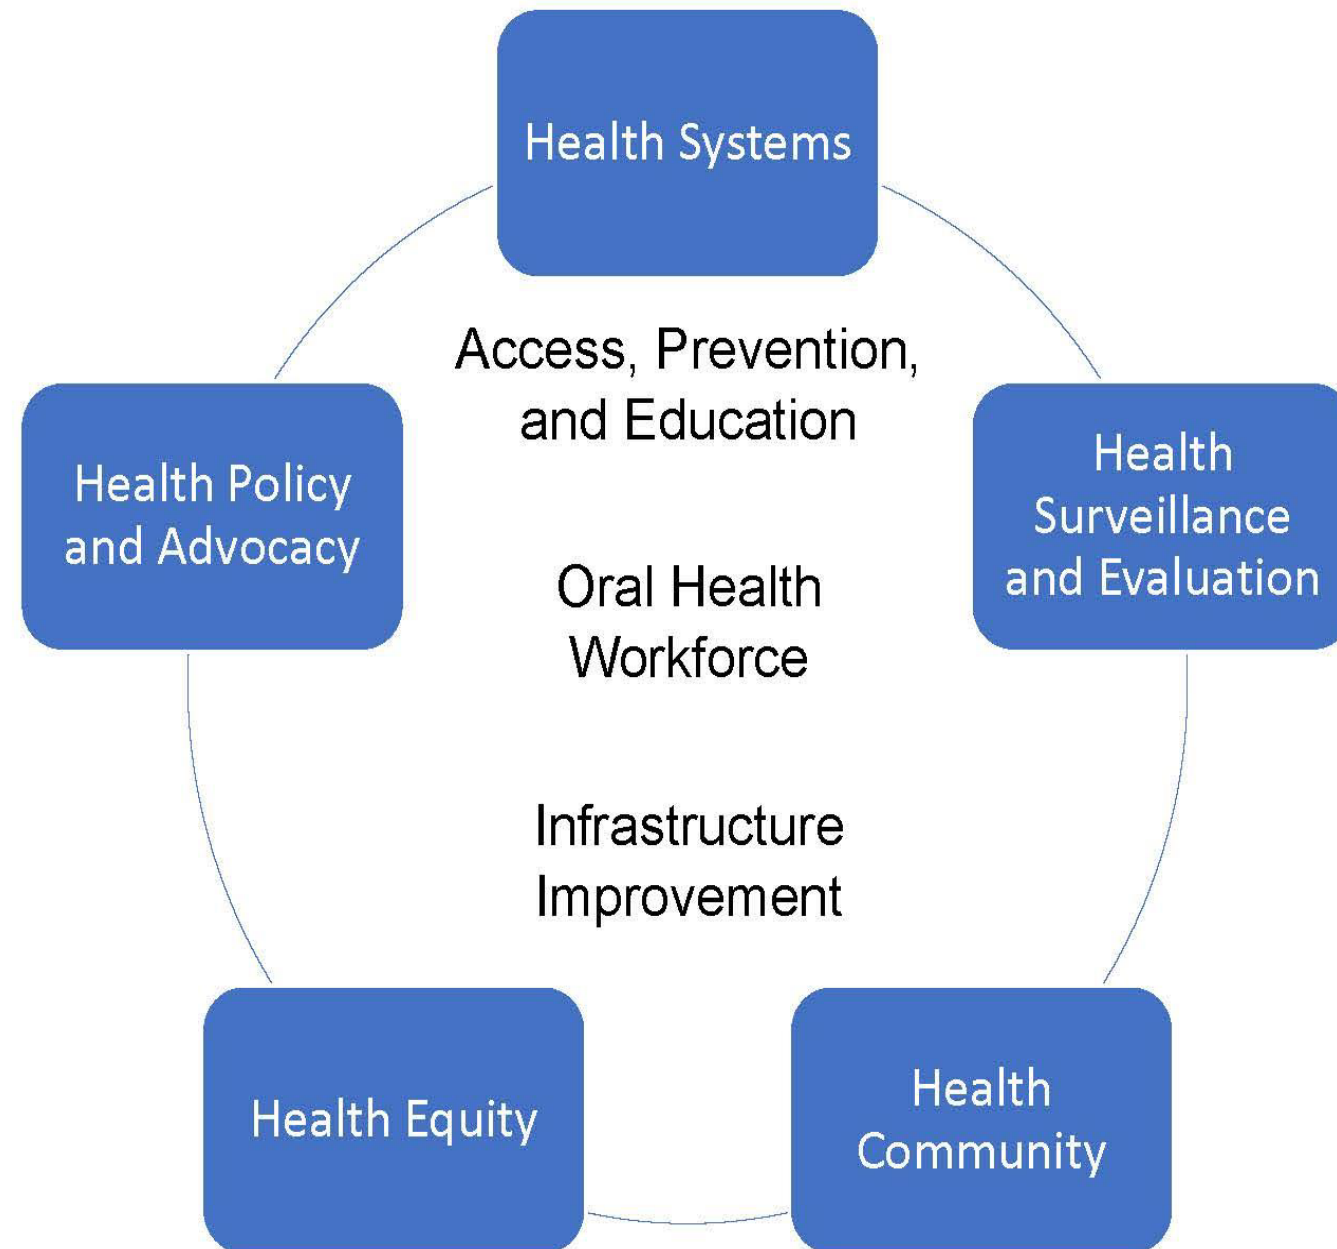 Health Systems
Access, Prevention,
and Education
Health Policy
and Advocacy
Health
Surveillance
and Evaluation
Oral Health
Workforce
Infrastructure
Improvement
Health Equity
Health
Community